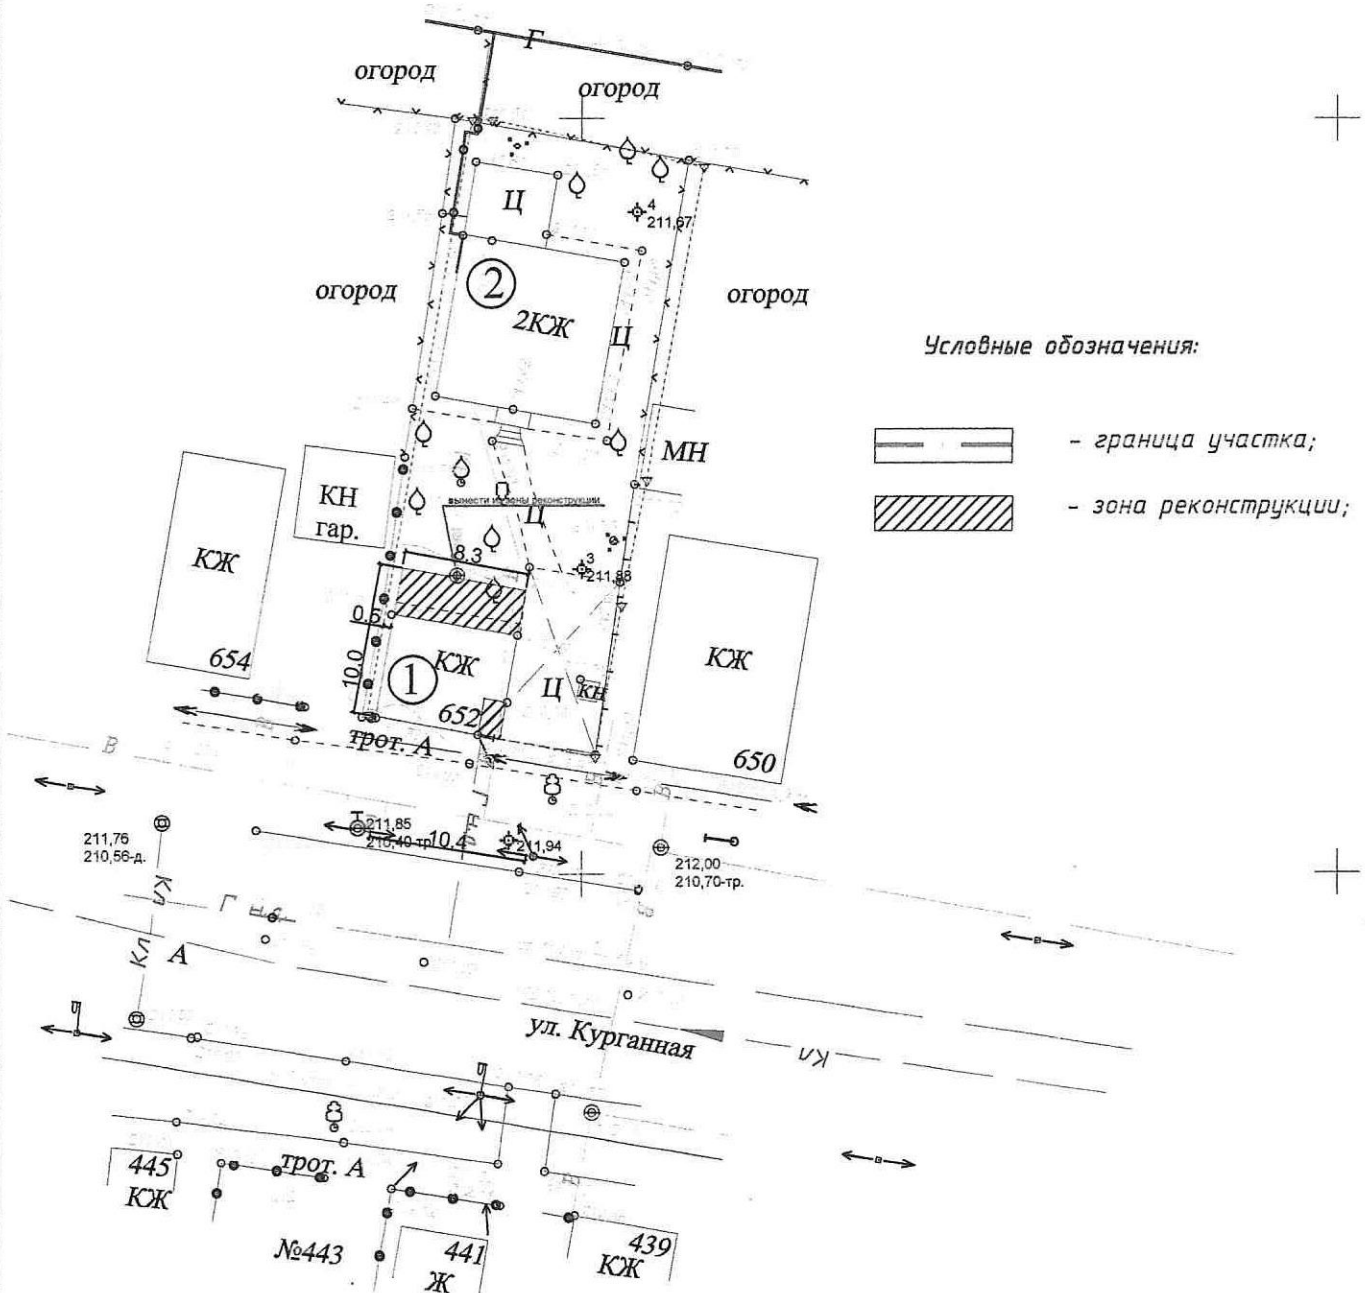 Г
огород
огород
Ц
4
211,67
2
огород
2КЖ
Ц
огород
Условные обозначения:
МН
- граница участка;
КН
гар.
вынести из зоны реконструкции
Ц
- зона реконструкции;
КЖ
8.3
3
211,88
0.6
654
10.0
1
КЖ
КЖ
Ц
КН
652
трот. А
650
В
В
211,76
210,56-д.
211,85
210,40-тр.
10.4
211,94
212,00
210,70-тр.
Кл
Кл
Г
А
ул. Курганная
Кл
445
КЖ
трот. А
№443
441
Ж
439
КЖ